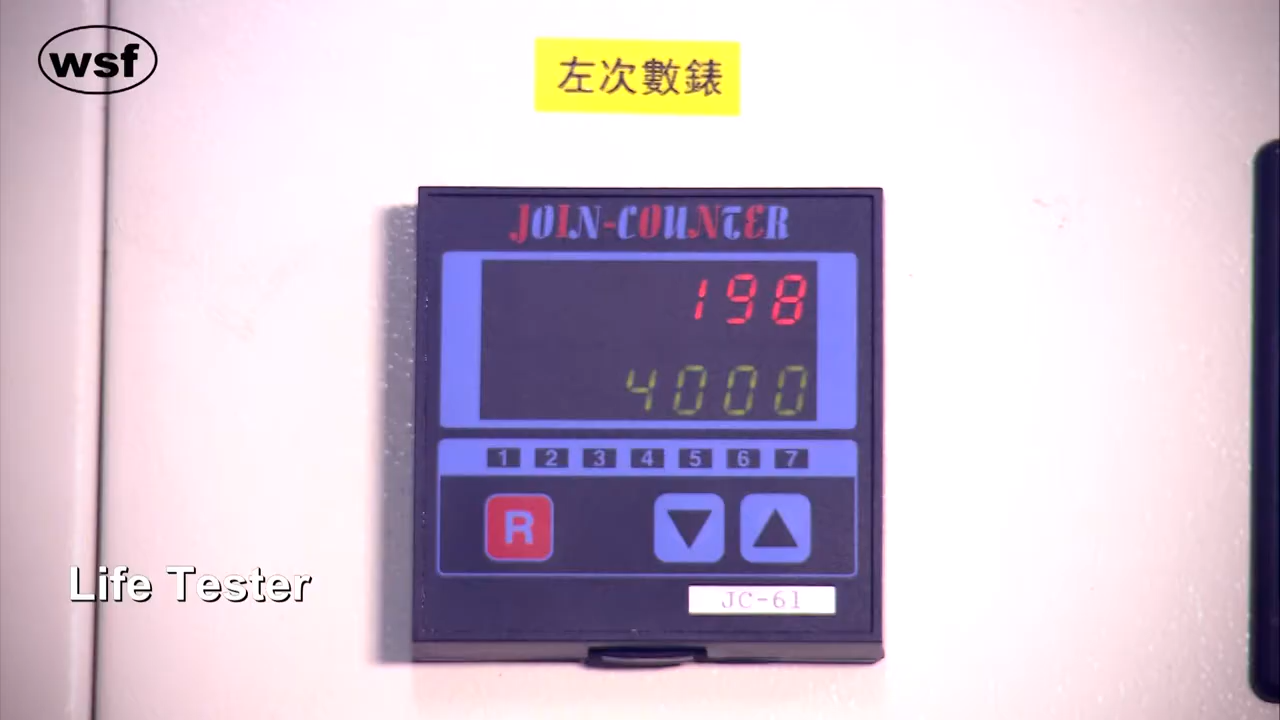 wsf
左次數錶
JOIN-COUNTER
198
4000
1 2 3 4 5 6 7
R
Life Tester
JC-61